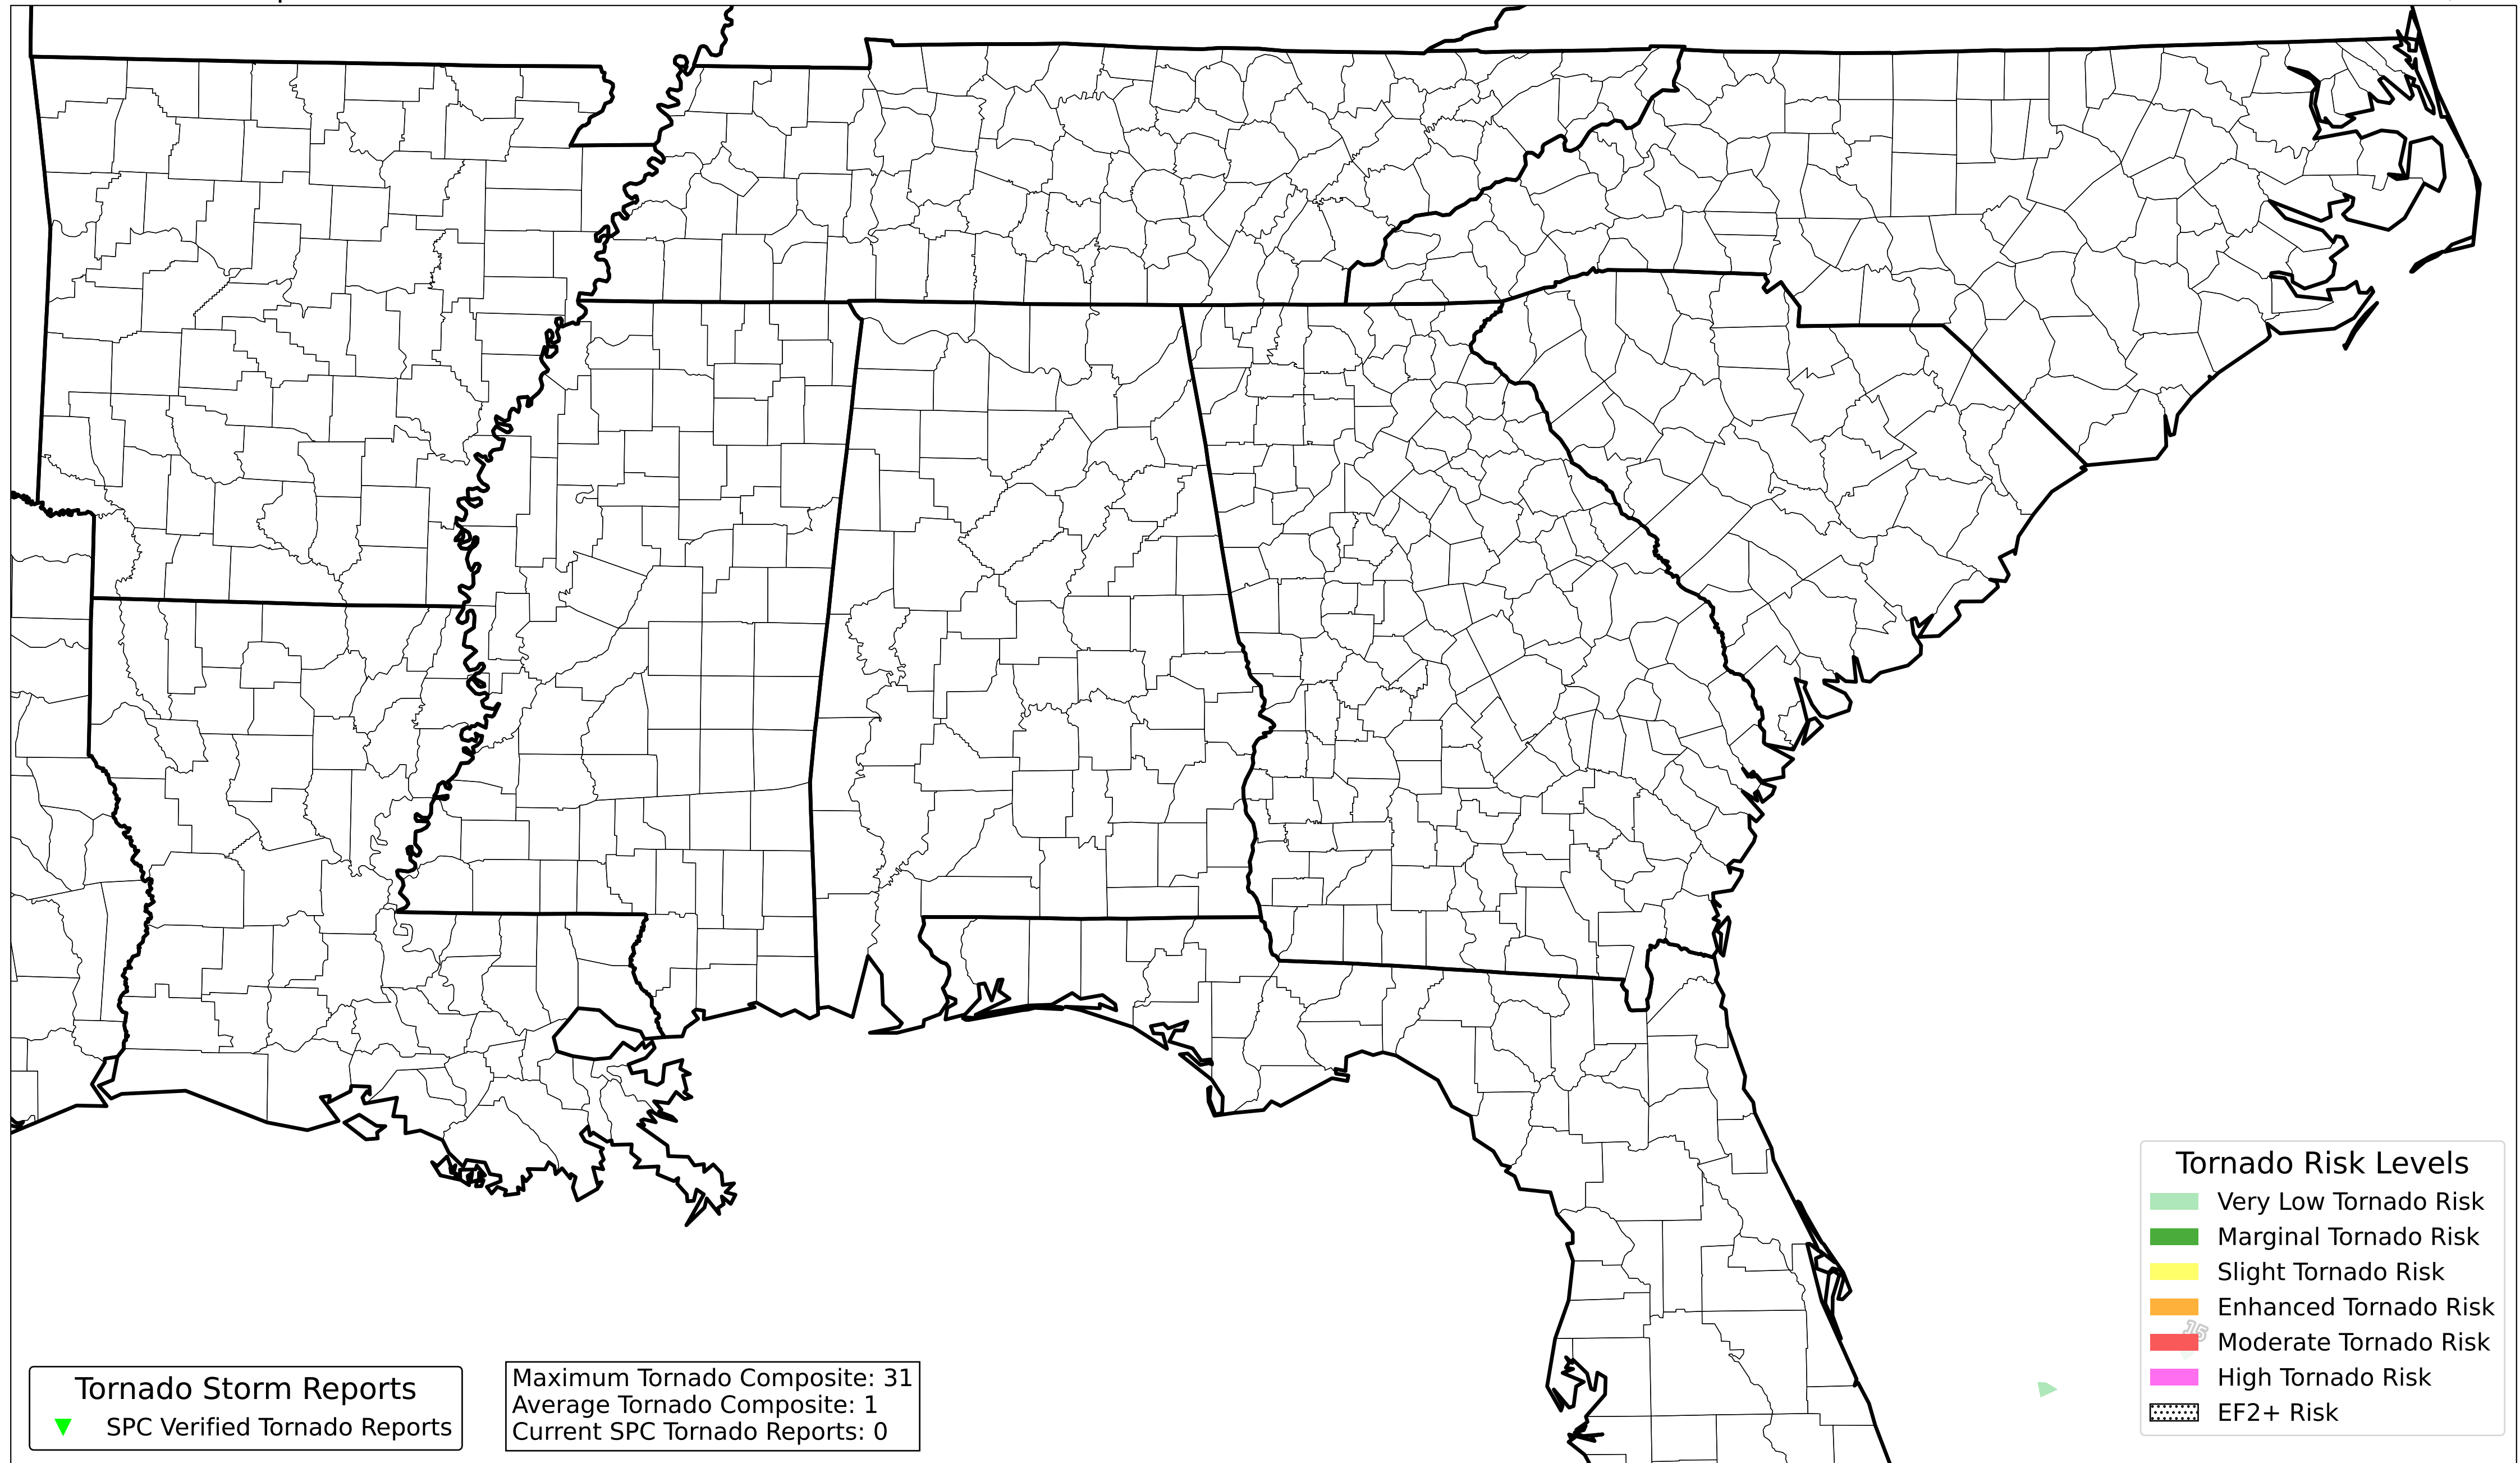 Tornado Risk Levels
Very Low Tornado Risk
Marginal Tornado Risk
Slight Tornado Risk
Enhanced Tornado Risk
15
Moderate Tornado Risk
High Tornado Risk
EF2+ Risk
Tornado Storm Reports
SPC Verified Tornado Reports
Maximum Tornado Composite: 31
Average Tornado Composite: 1
Current SPC Tornado Reports: 0